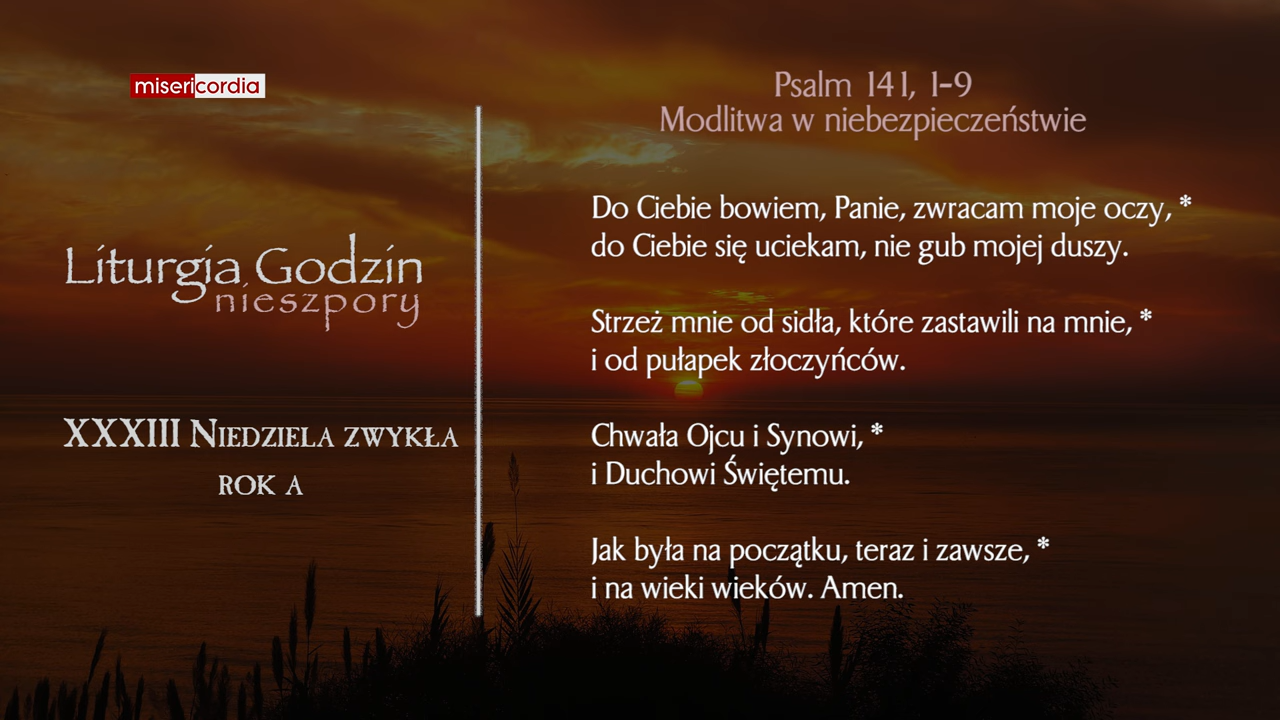 misericordia
Liturgia Godzin
nieszpory
XXXIII Niedziela zwykła
rok A
Psalm 141, 1-9
Modlitwa w niebezpieczeństwie
Do Ciebie bowiem, Panie, zwracam moje oczy, *
do Ciebie się uciekam, nie gub mojej duszy.
Strzeż mnie od sidła, które zastawili na mnie, *
i od pułapek złoczyńców.
Chwała Ojcu i Synowi, *
i Duchowi Świętemu.
Jak była na początku, teraz i zawsze, *
i na wieki wieków. Amen.